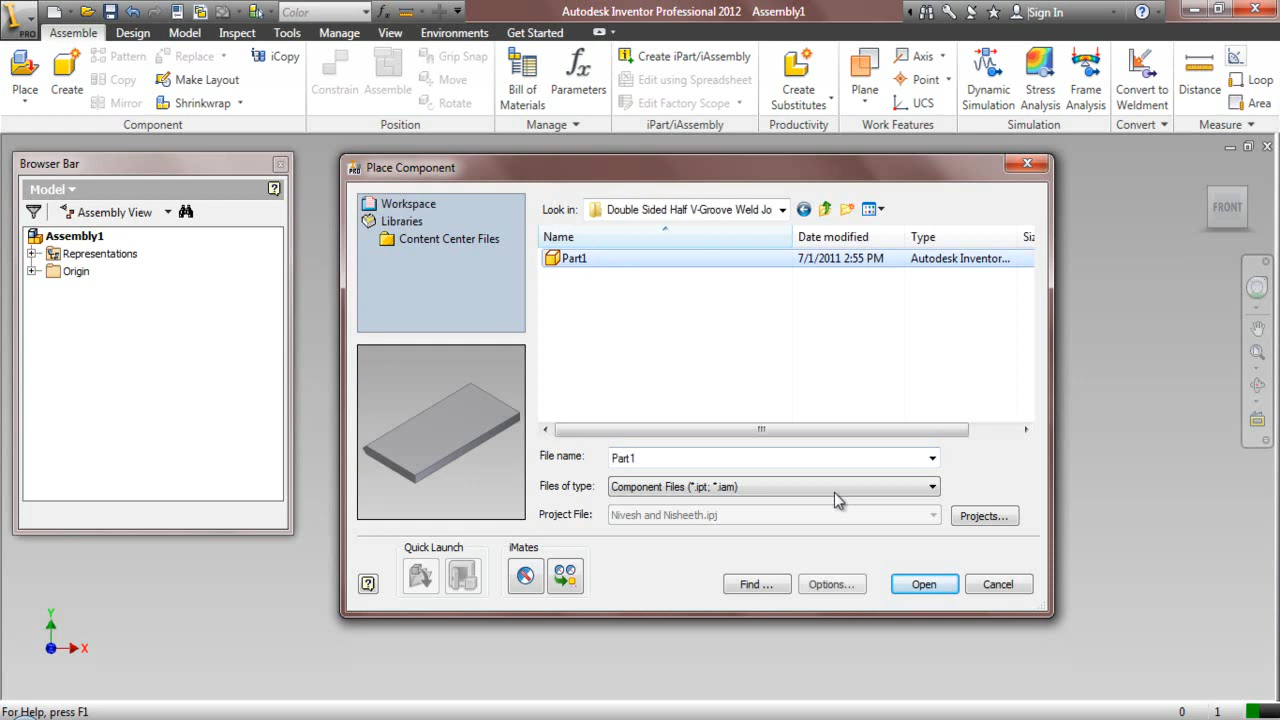 Color
Autodesk Inventor Professional 2012 Assembly1
Sign In
PRO
Assemble Design Model Inspect Tools Manage View Environments Get Started
Place
Create
Pattern
Copy
Mirror
Replace
Make Layout
Shrinkwrap
iCopy
Component
Constrain
Assemble
Grip Snap
Move
Rotate
Position
Bill of Materials
Parameters
Manage
Create iPart/iAssembly
Edit using Spreadsheet
Edit Factory Scope
iPart/iAssembly
Create Substitutes
Productivity
Plane
Axis
Point
UCS
Work Features
Dynamic Simulation
Stress Analysis
Frame Analysis
Simulation
Convert to Weldment
Convert
Distance
Loop
Area
Measure
Browser Bar
Model
Assembly View
Assembly1
Representations
Origin
PRO
Place Component
Workspace
Libraries
Content Center Files
Look in: Double Sided Half V-Groove Weld Jo
Name Date modified Type Siz
Part1 7/1/2011 2:55 PM Autodesk Inventor...
File name: Part1
Files of type: Component Files (*.ipt; *.iam)
Project File: Nivesh and Nisheeth.ipj Projects...
Quick Launch iMates
Find ... Options... Open Cancel
FRONT
Y
X
For Help, press F1 0 1